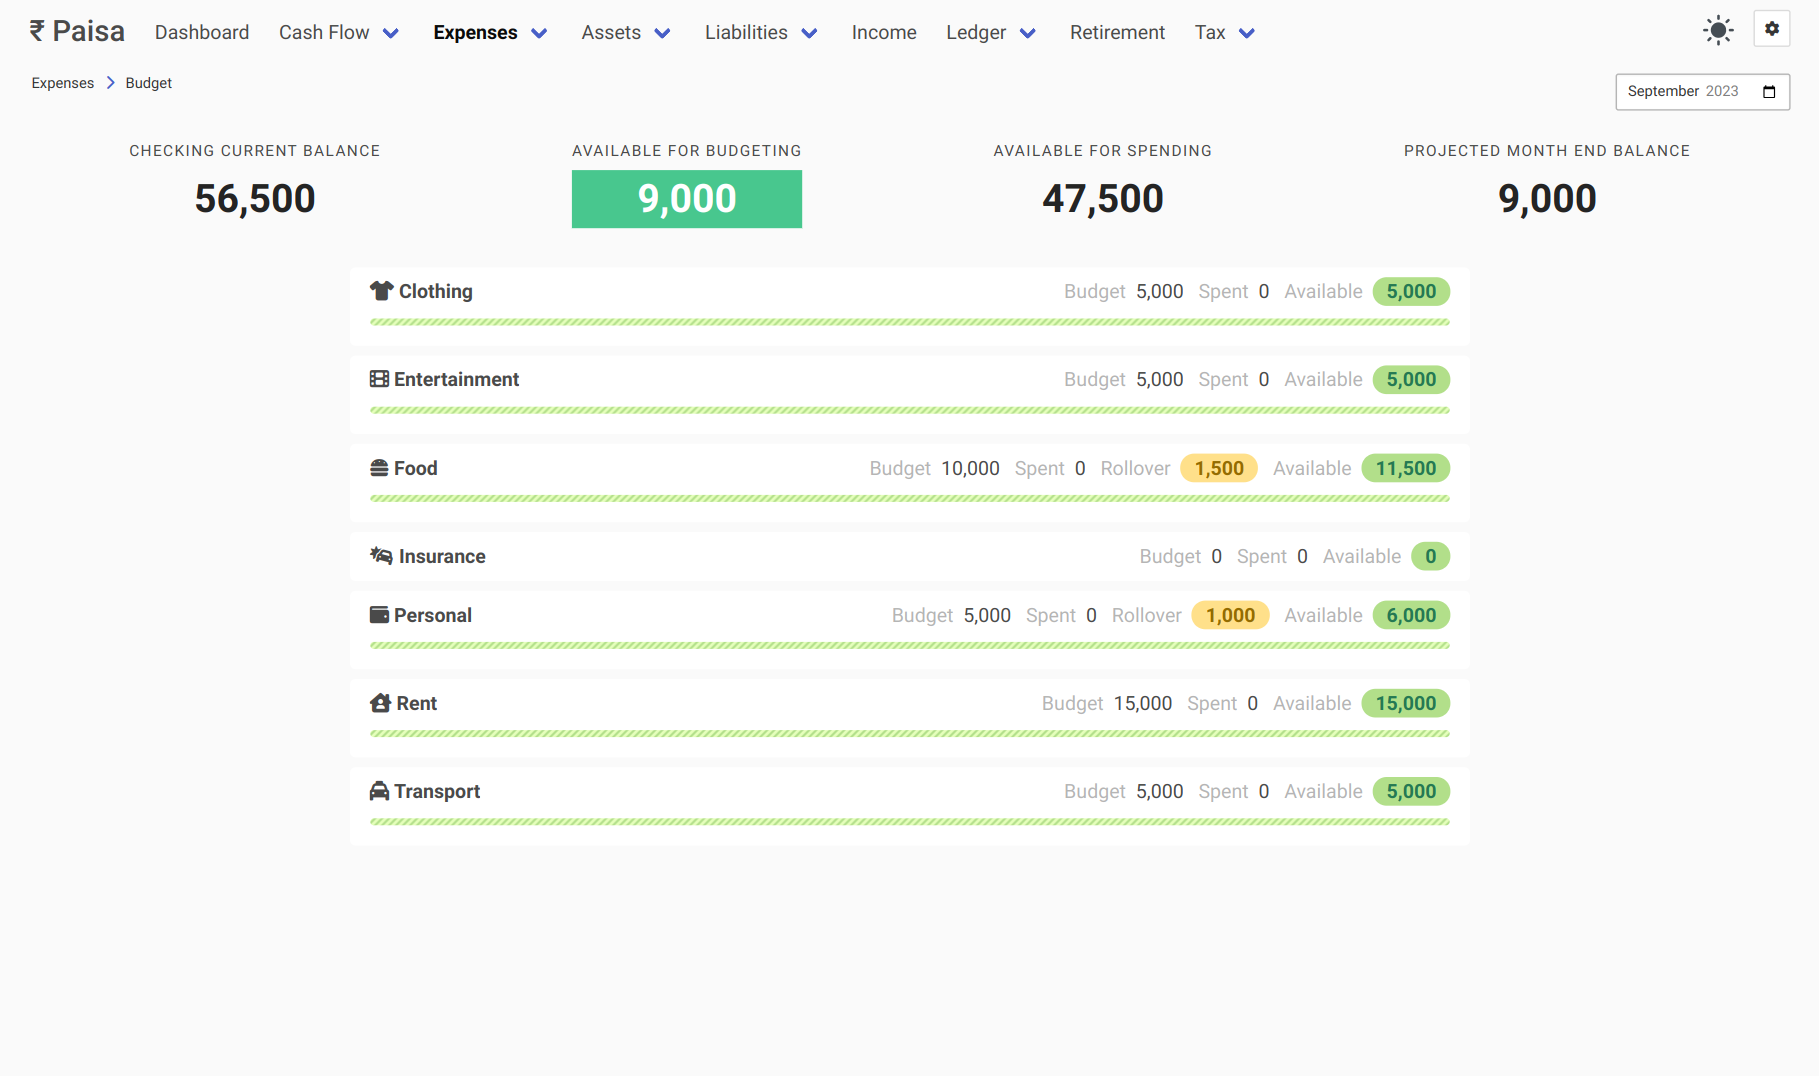 ₹ Paisa Dashboard Cash Flow Expenses Assets Liabilities Income Ledger Retirement Tax
Expenses Budget
September 2023
CHECKING CURRENT BALANCE AVAILABLE FOR BUDGETING AVAILABLE FOR SPENDING PROJECTED MONTH END BALANCE
56,500 9,000 47,500 9,000
Clothing Budget 5,000 Spent 0 Available 5,000
Entertainment Budget 5,000 Spent 0 Available 5,000
Food Budget 10,000 Spent 0 Rollover 1,500 Available 11,500
Insurance Budget 0 Spent 0 Available 0
Personal Budget 5,000 Spent 0 Rollover 1,000 Available 6,000
Rent Budget 15,000 Spent 0 Available 15,000
Transport Budget 5,000 Spent 0 Available 5,000